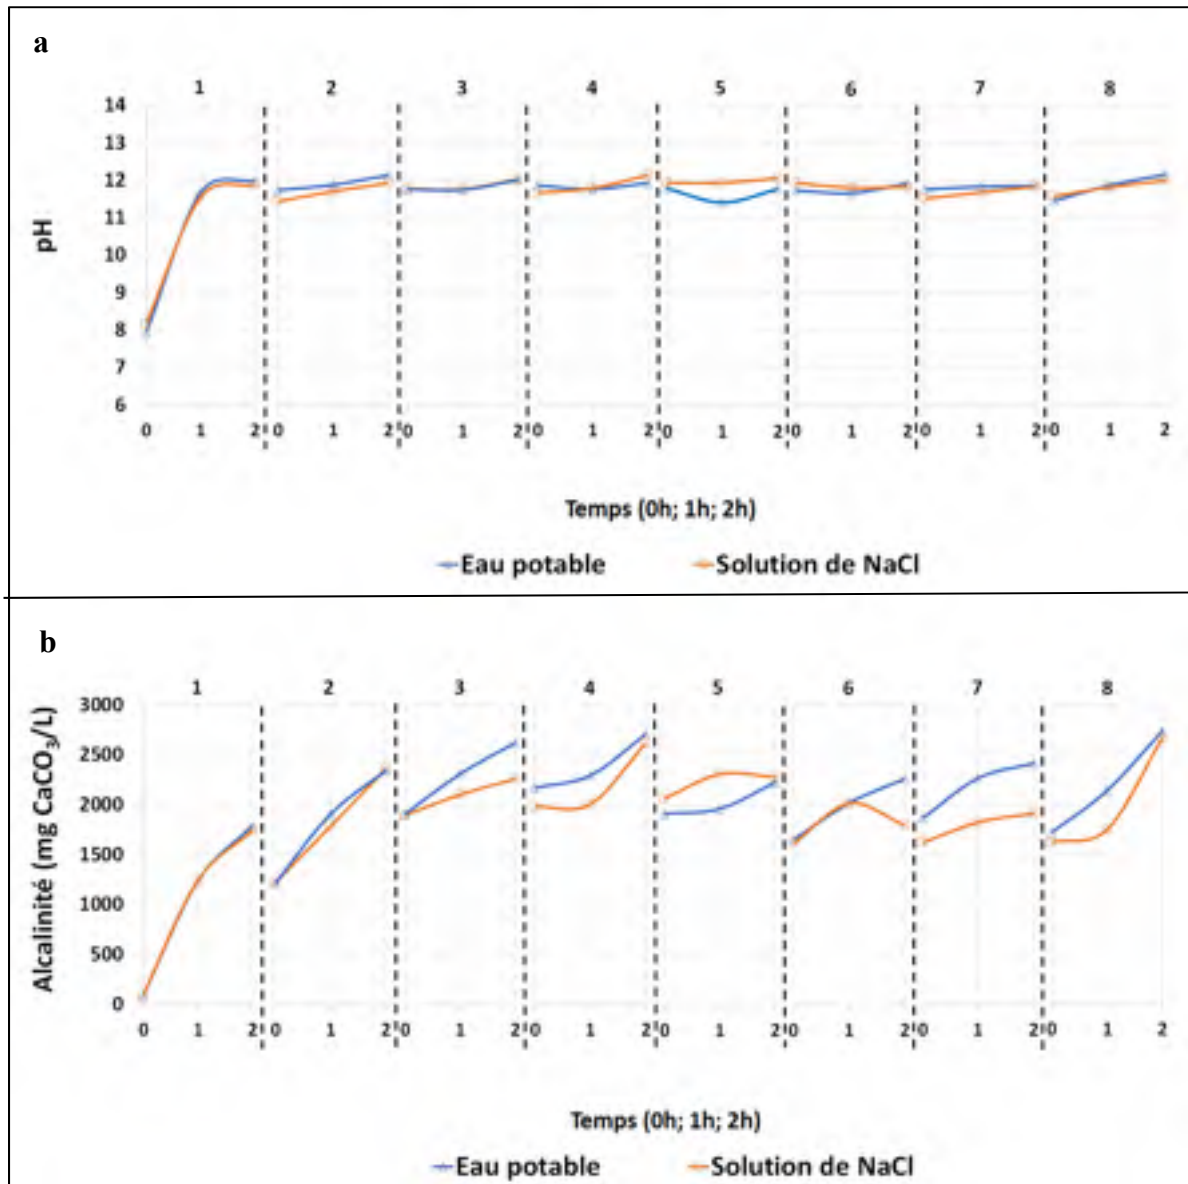 a
1 2 3 4 5 6 7 8
14
13
12
11
10
9
8
7
6
pH
0 1 2 0 1 2 0 1 2 0 1 2 0 1 2 0 1 2 0 1 2 0 1 2
Temps (0h; 1h; 2h)
Eau potable Solution de NaCl
b
1 2 3 4 5 6 7 8
3000
2500
2000
1500
1000
500
0
Alcalinité (mg CaCO₃/L)
0 1 2 0 1 2 0 1 2 0 1 2 0 1 2 0 1 2 0 1 2 0 1 2
Temps (0h; 1h; 2h)
Eau potable Solution de NaCl